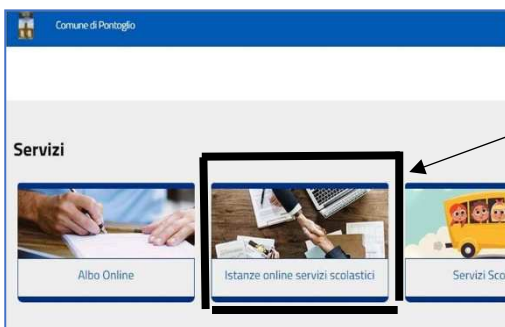 Comune di Pontoglio
Servizi
Albo Online
Istanze online servizi scolastici
Servizi Sco